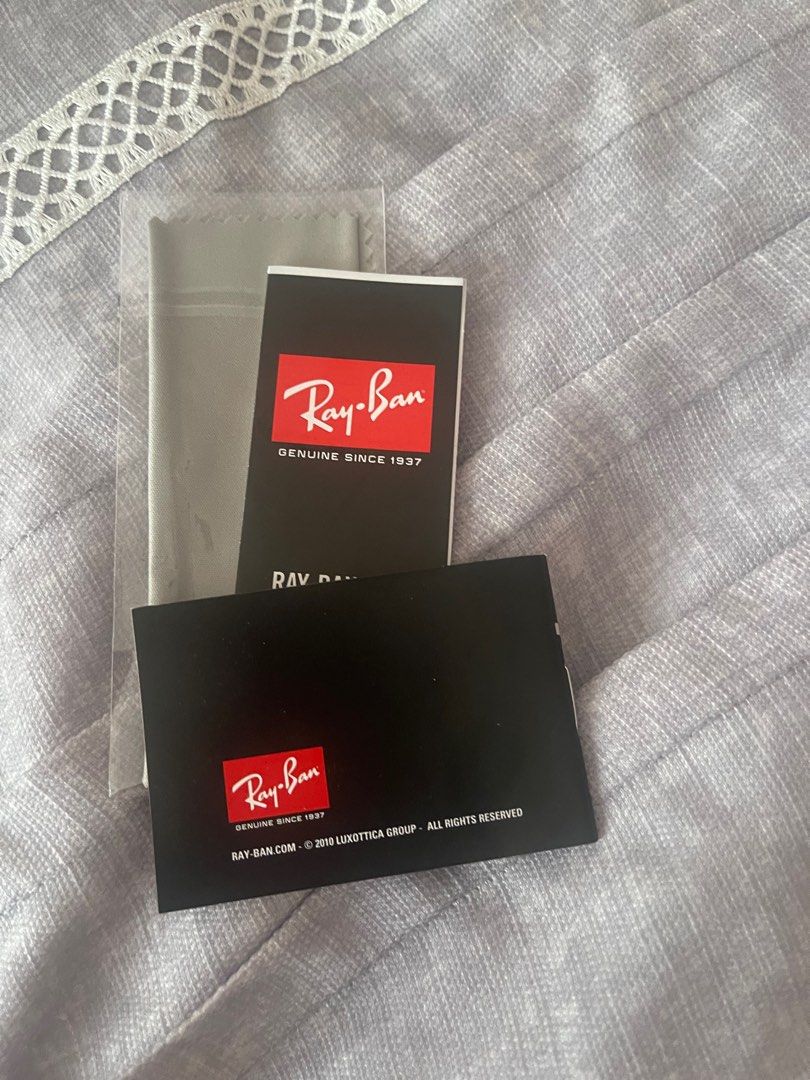 Ray-Ban
GENUINE SINCE 1937
Ray-Ban
GENUINE SINCE 1937
RAY-BAN.COM - © 2010 LUXOTTICA GROUP - ALL RIGHTS RESERVED